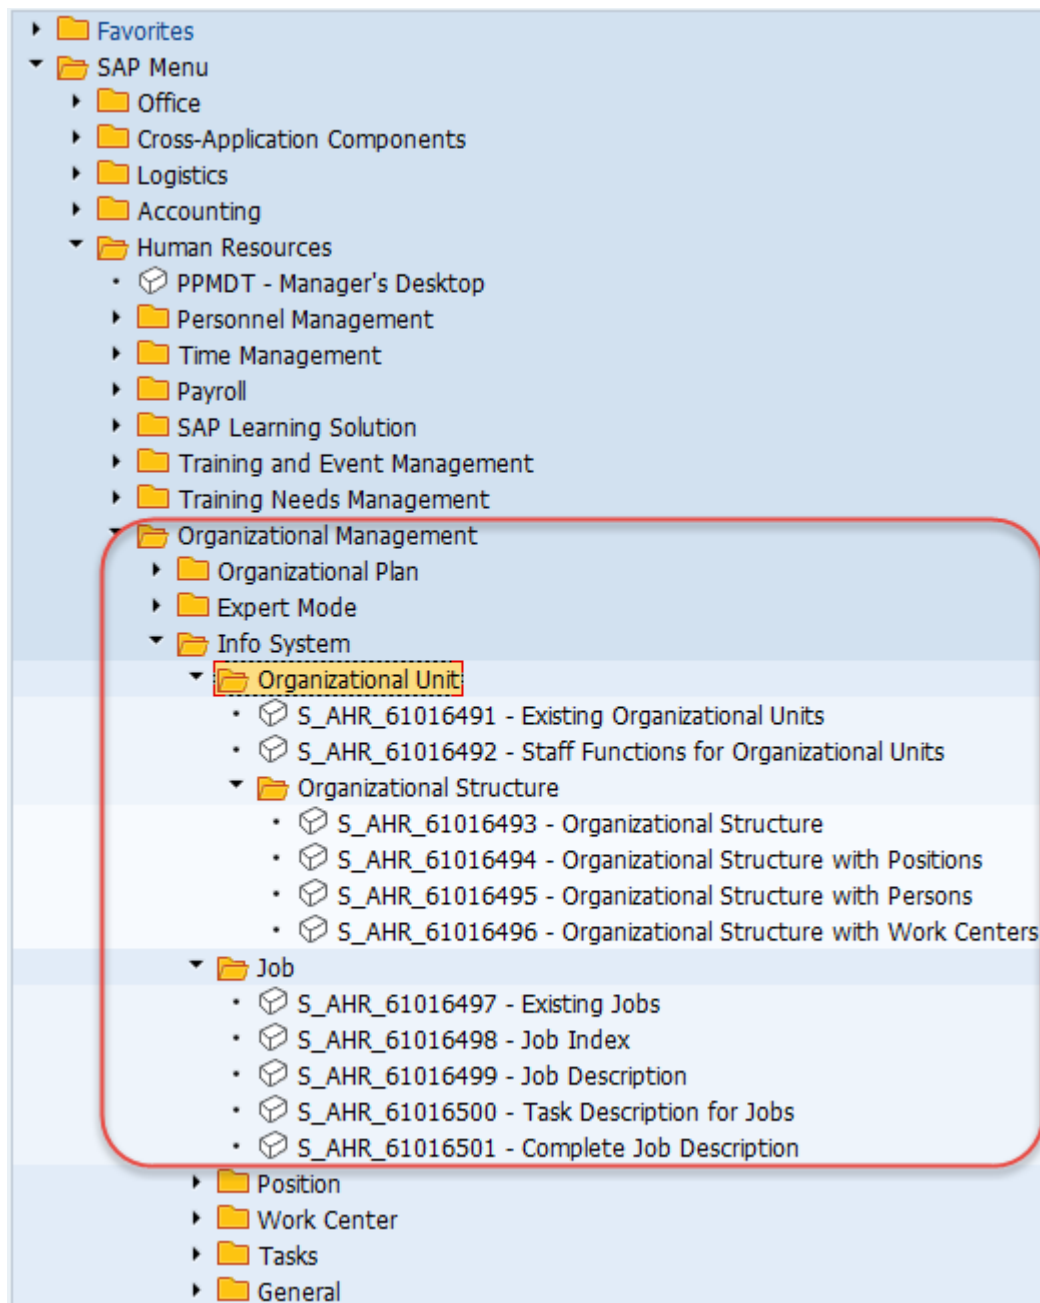 Favorites
SAP Menu
Office
Cross-Application Components
Logistics
Accounting
Human Resources
PPMDT - Manager's Desktop
Personnel Management
Time Management
Payroll
SAP Learning Solution
Training and Event Management
Training Needs Management
Organizational Management
Organizational Plan
Expert Mode
Info System
Organizational Unit
S_AHR_61016491 - Existing Organizational Units
S_AHR_61016492 - Staff Functions for Organizational Units
Organizational Structure
S_AHR_61016493 - Organizational Structure
S_AHR_61016494 - Organizational Structure with Positions
S_AHR_61016495 - Organizational Structure with Persons
S_AHR_61016496 - Organizational Structure with Work Centers
Job
S_AHR_61016497 - Existing Jobs
S_AHR_61016498 - Job Index
S_AHR_61016499 - Job Description
S_AHR_61016500 - Task Description for Jobs
S_AHR_61016501 - Complete Job Description
Position
Work Center
Tasks
General